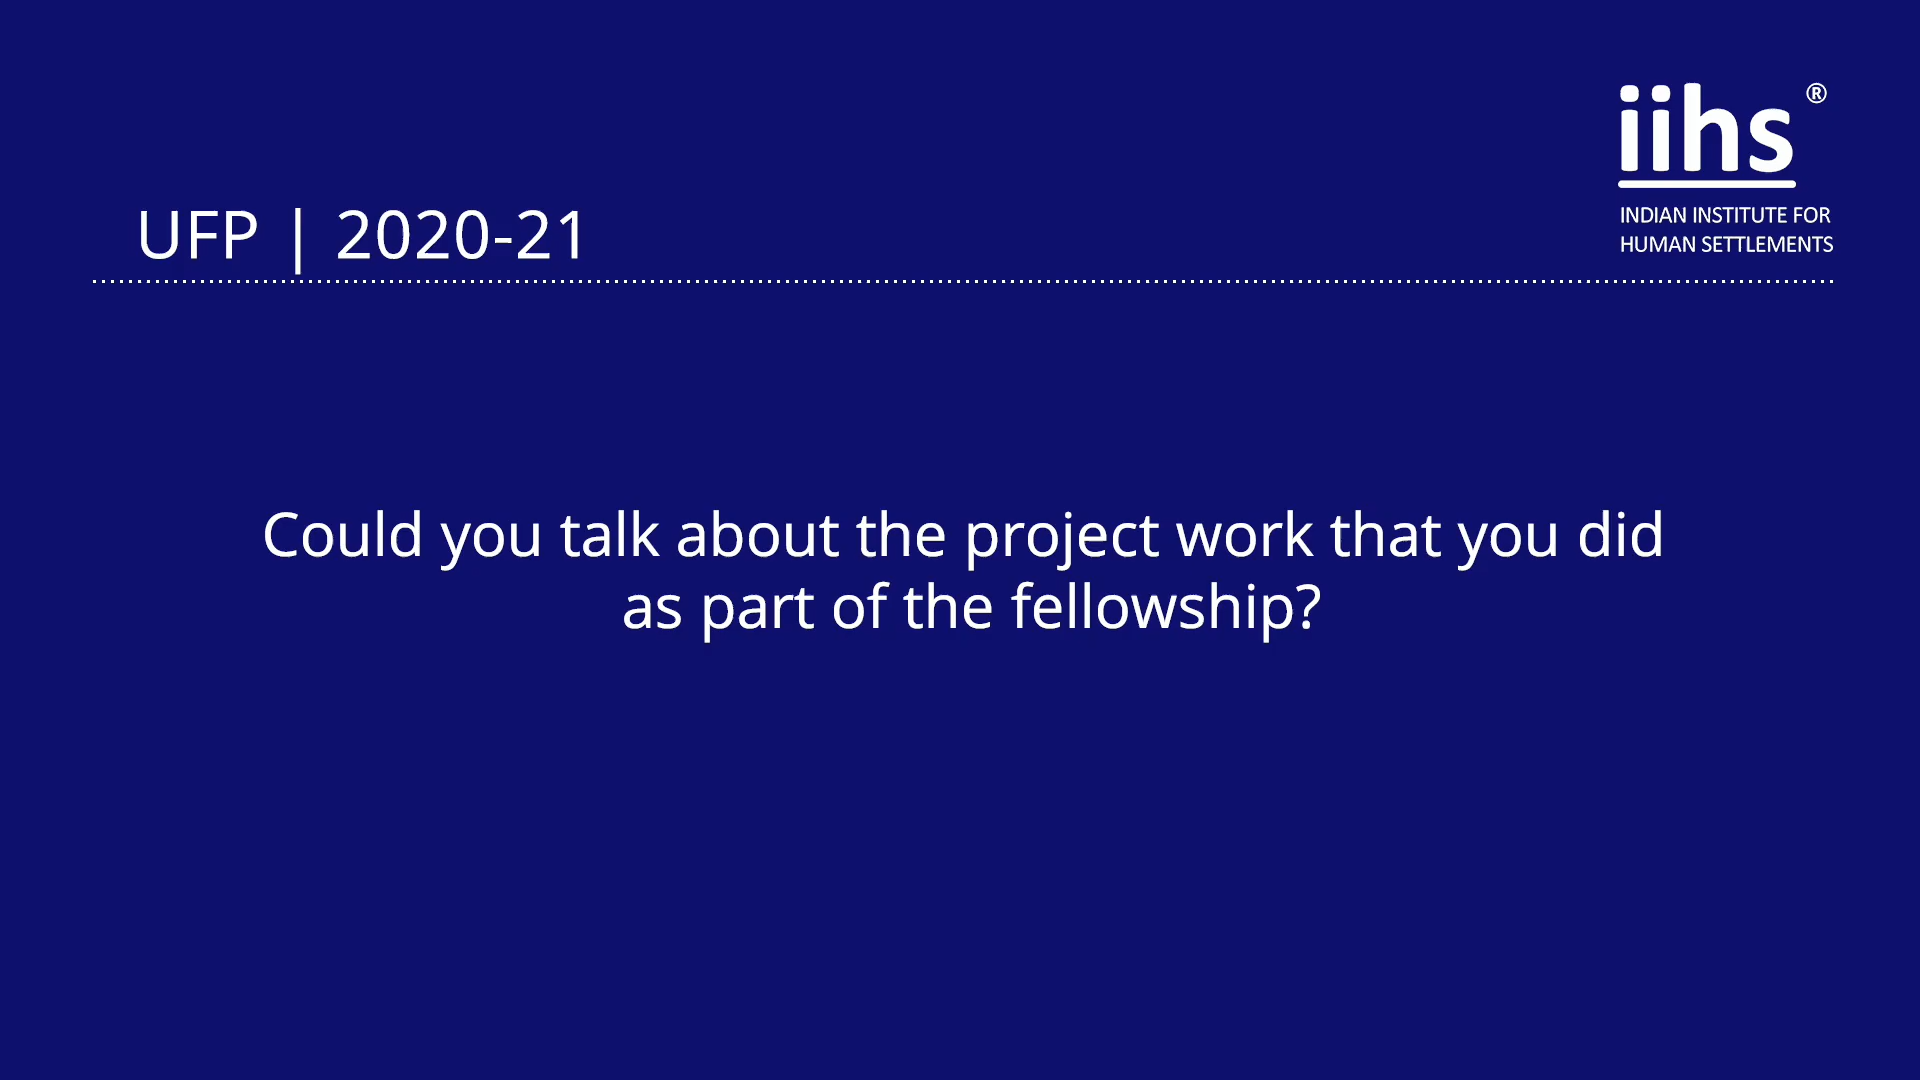 iihs®
INDIAN INSTITUTE FOR
HUMAN SETTLEMENTS
UFP | 2020-21
Could you talk about the project work that you did
as part of the fellowship?